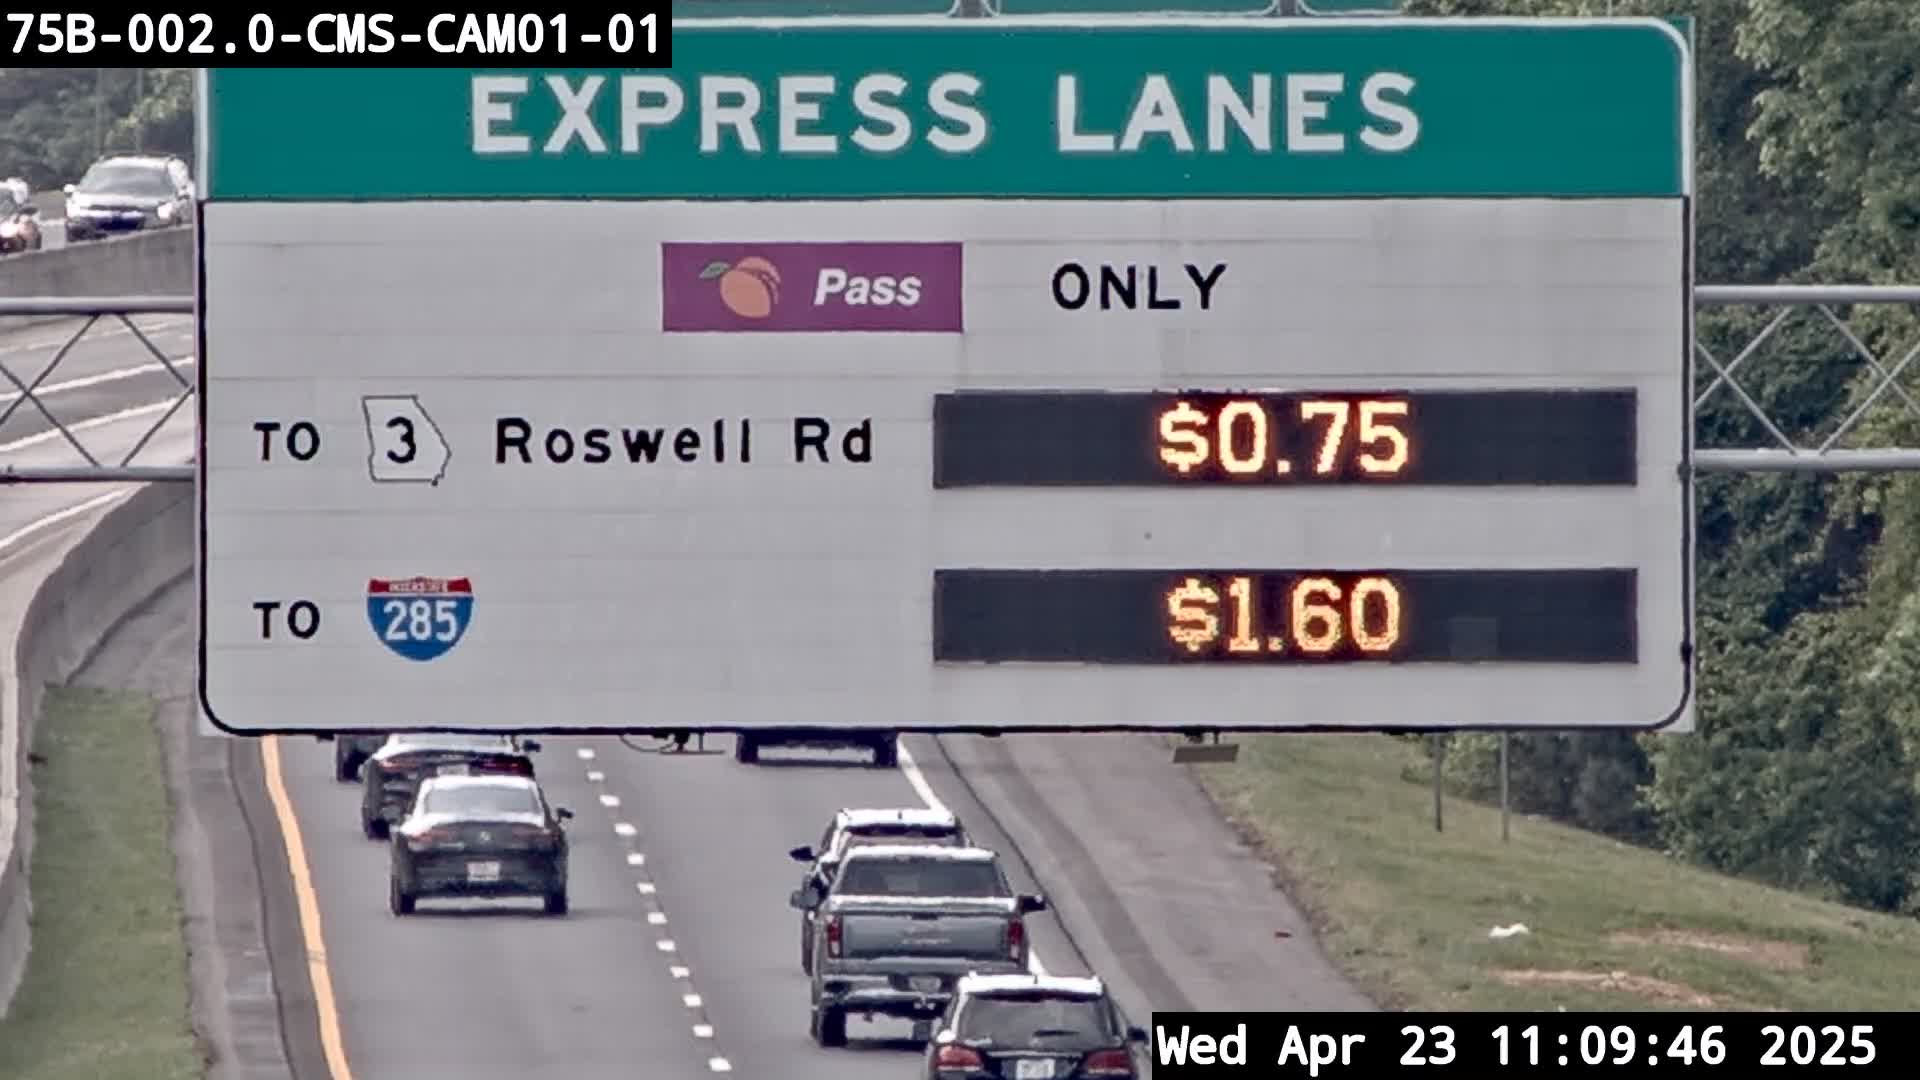 75B-002.0-CMS-CAM01-01
EXPRESS LANES
Pass ONLY
TO 3 Roswell Rd $0.75
TO INTERSTATE 285 $1.60
Wed Apr 23 11:09:46 2025